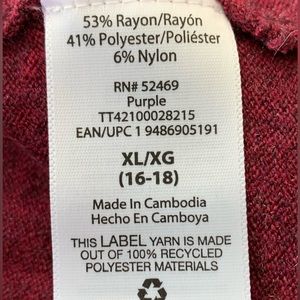 53% Rayon/Rayón
41% Polyester/Poliéster
6% Nylon
RN# 52469
Purple
TT42100028215
EAN/UPC 1 9486905191
XL/XG
(16-18)
Made In Cambodia
Hecho En Camboya
THIS LABEL YARN IS MADE
OUT OF 100% RECYCLED
POLYESTER MATERIALS